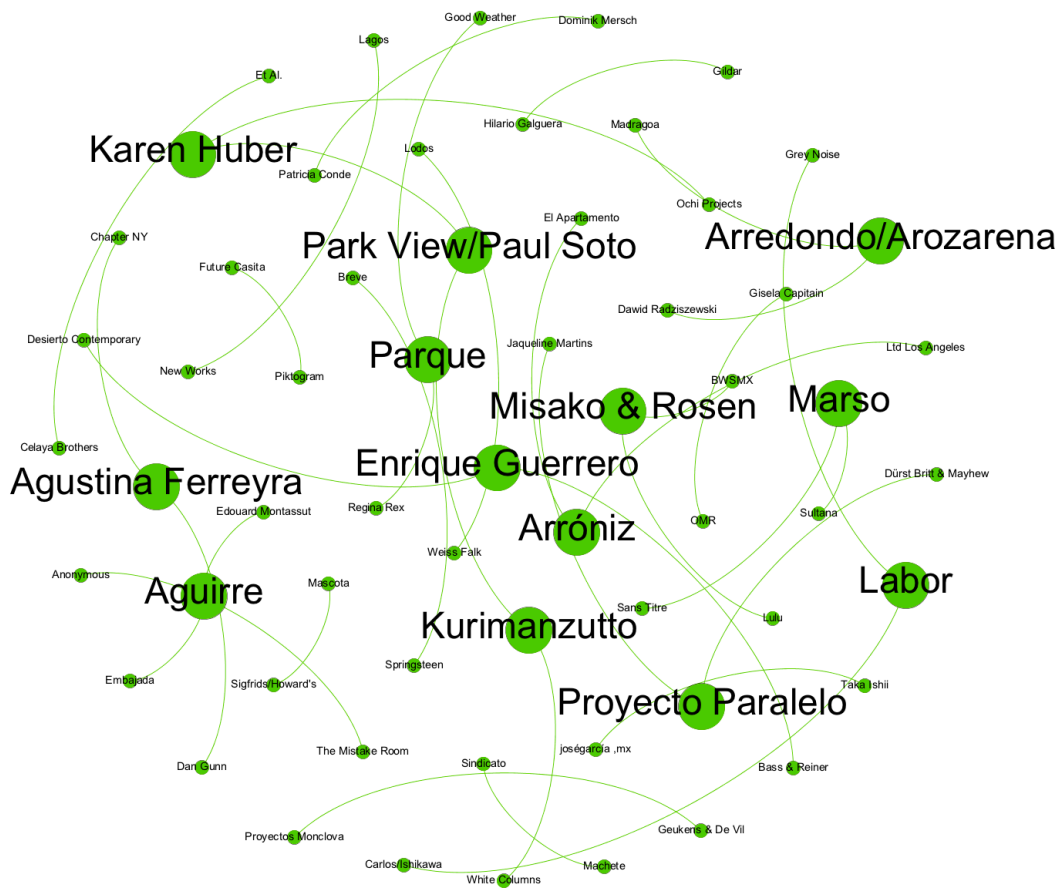 Good Weather
Dominik Mersch
Lagos
Et Al.
Gildar
Hilario Galguera
Madragoa
Karen Huber
Lodos
Grey Noise
Patricia Conde
Ochi Projects
El Apartamento
Chapter NY
Park View/Paul Soto
Arredondo/Arozarena
Future Casita
Breve
Gisela Capitain
Dawid Radziszewski
Desierto Contemporary
Jaqueline Martins
Ltd Los Angeles
Parque
New Works
Piktogram
BWSMX
Misako & Rosen
Marso
Celaya Brothers
Enrique Guerrero
Dürst Britt & Mayhew
Agustina Ferreyra
Regina Rex
Edouard Montassut
Sultana
OMR
Arróniz
Weiss Falk
Anonymous
Mascota
Aguirre
Labor
Sans Titre
Lulu
Kurimanzutto
Springsteen
Embajada
Sigfrids/Howard's
Taka Ishii
Proyecto Paralelo
The Mistake Room
joségarcía ,mx
Dan Gunn
Sindicato
Bass & Reiner
Proyectos Monclova
Geukens & De Vil
Carlos/Ishikawa
Machete
White Columns